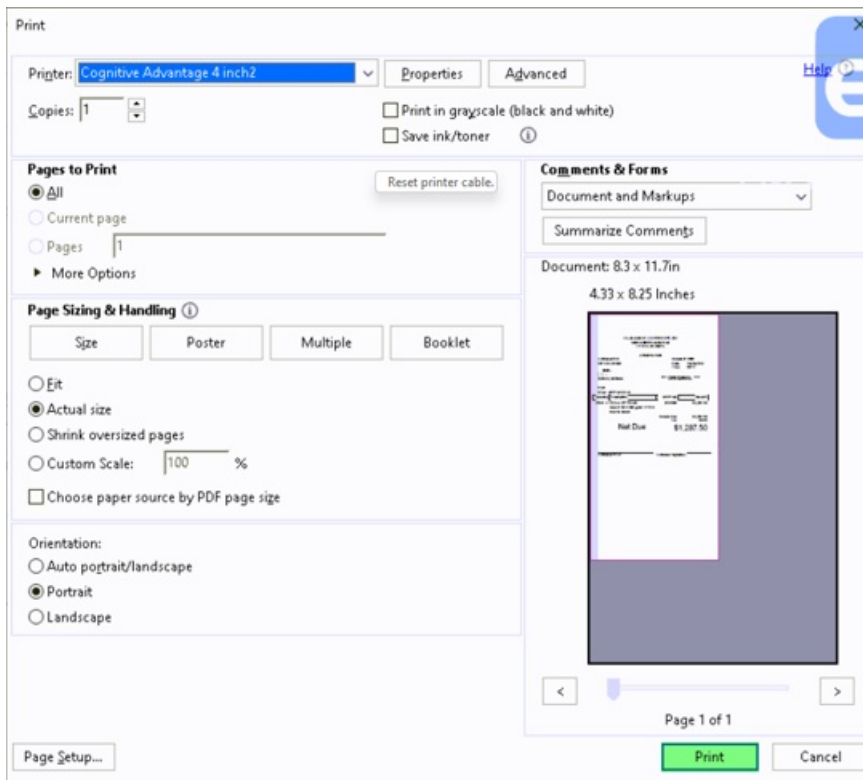 Print
Printer: Cognitive Advantage 4 inch2
Properties
Advanced
Help
Copies: 1
Print in grayscale (black and white)
Save ink/toner
Pages to Print
All
Reset printer cable.
Current page
Pages 1
More Options
Comments & Forms
Document and Markups
Summarize Comments
Page Sizing & Handling
Size
Poster
Multiple
Booklet
Fit
Actual size
Shrink oversized pages
Custom Scale: 100 %
Choose paper source by PDF page size
Orientation:
Auto portrait/landscape
Portrait
Landscape
Document: 8.3 x 11.7in
4.33 x 8.25 Inches
Net Due $1,287.50
<
>
Page 1 of 1
Page Setup...
Print
Cancel